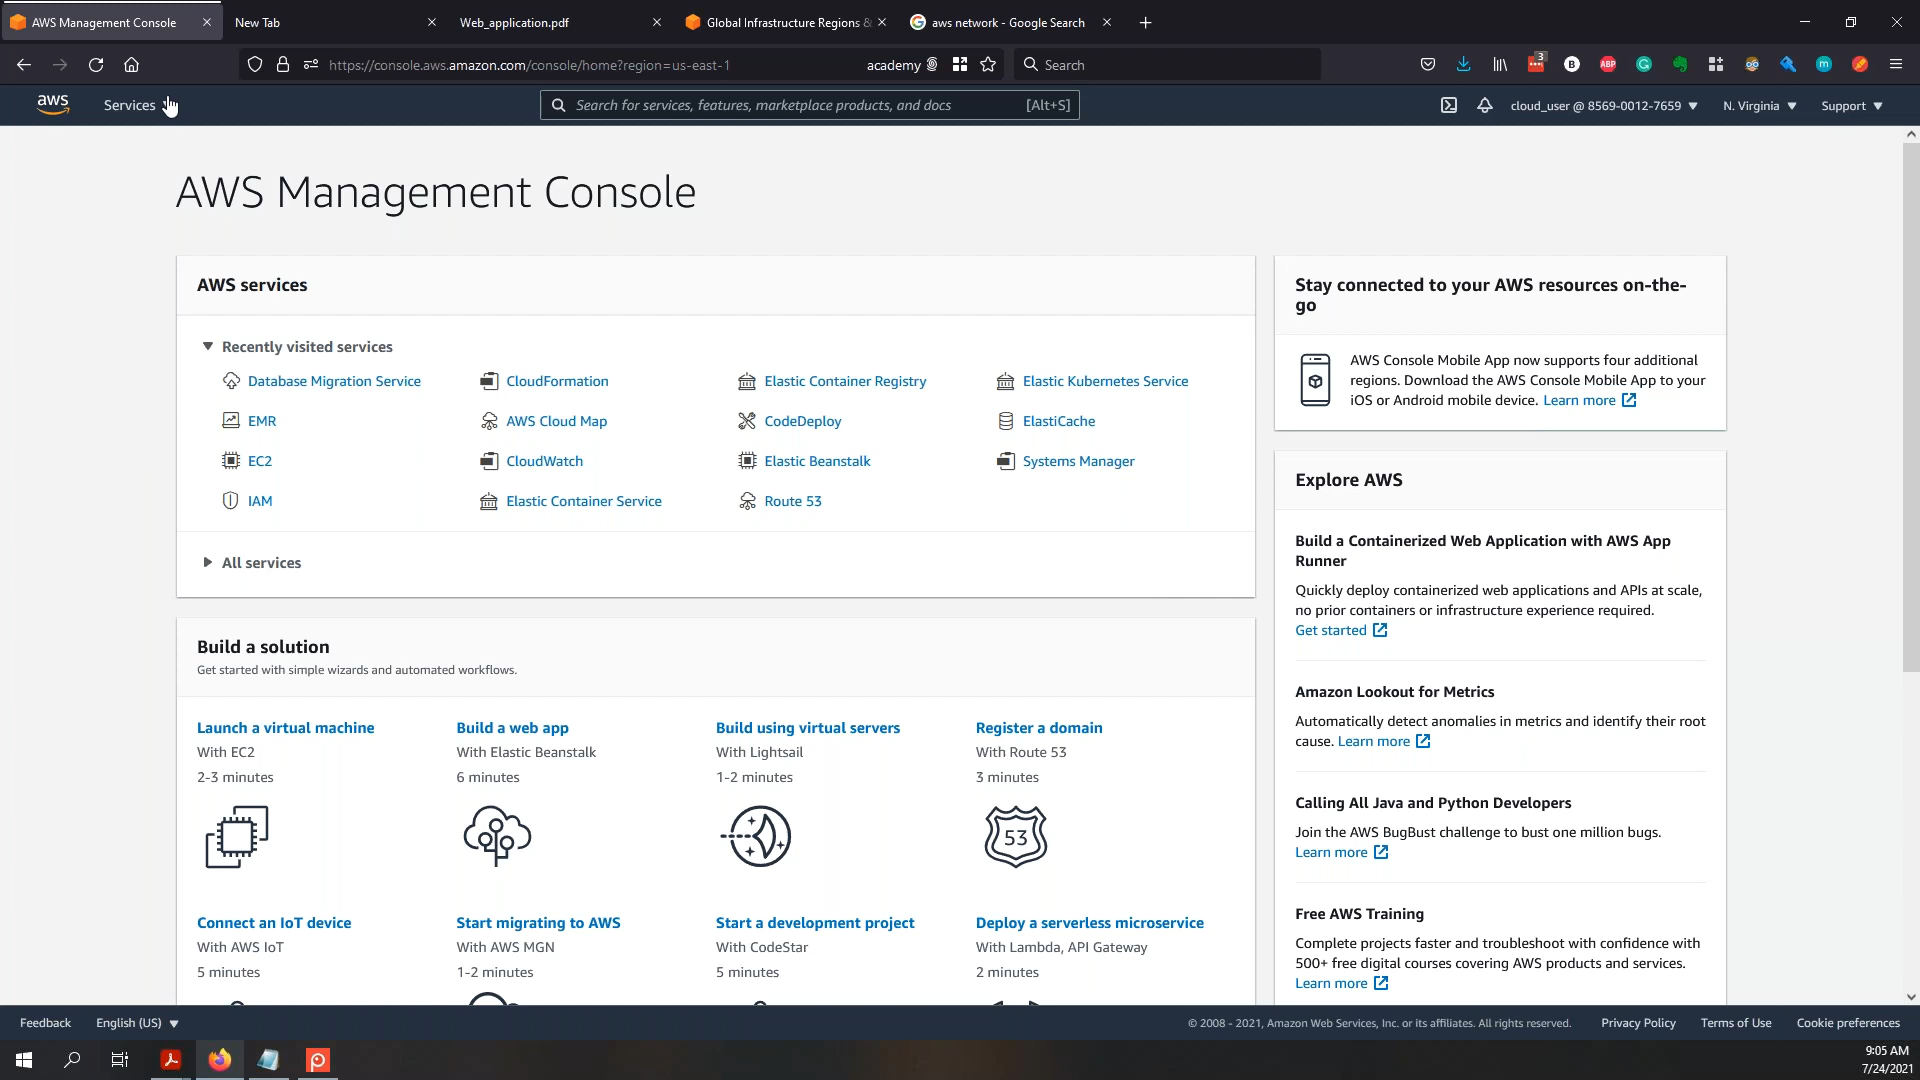 AWS Management Console
New Tab
Web_application.pdf
Global Infrastructure Regions &
aws network - Google Search
https://console.aws.amazon.com/console/home?region=us-east-1
academy
Search
3
B
ABP
G
m
aws
Services
Search for services, features, marketplace products, and docs
[Alt+S]
cloud_user @ 8569-0012-7659
N. Virginia
Support
AWS Management Console
AWS services
Recently visited services
Database Migration Service
CloudFormation
Elastic Container Registry
Elastic Kubernetes Service
EMR
AWS Cloud Map
CodeDeploy
ElastiCache
EC2
CloudWatch
Elastic Beanstalk
Systems Manager
IAM
Elastic Container Service
Route 53
All services
Build a solution
Get started with simple wizards and automated workflows.
Launch a virtual machine
With EC2
2-3 minutes
Build a web app
With Elastic Beanstalk
6 minutes
Build using virtual servers
With Lightsail
1-2 minutes
Register a domain
With Route 53
3 minutes
53
Connect an IoT device
With AWS IoT
5 minutes
Start migrating to AWS
With AWS MGN
1-2 minutes
Start a development project
With CodeStar
5 minutes
Deploy a serverless microservice
With Lambda, API Gateway
2 minutes
Stay connected to your AWS resources on-the-
go
AWS Console Mobile App now supports four additional
regions. Download the AWS Console Mobile App to your
iOS or Android mobile device. Learn more
Explore AWS
Build a Containerized Web Application with AWS App
Runner
Quickly deploy containerized web applications and APIs at scale,
no prior containers or infrastructure experience required.
Get started
Amazon Lookout for Metrics
Automatically detect anomalies in metrics and identify their root
cause. Learn more
Calling All Java and Python Developers
Join the AWS BugBust challenge to bust one million bugs.
Learn more
Free AWS Training
Complete projects faster and troubleshoot with confidence with
500+ free digital courses covering AWS products and services.
Learn more
Feedback
English (US)
© 2008 - 2021, Amazon Web Services, Inc. or its affiliates. All rights reserved.
Privacy Policy
Terms of Use
Cookie preferences
9:05 AM
7/24/2021